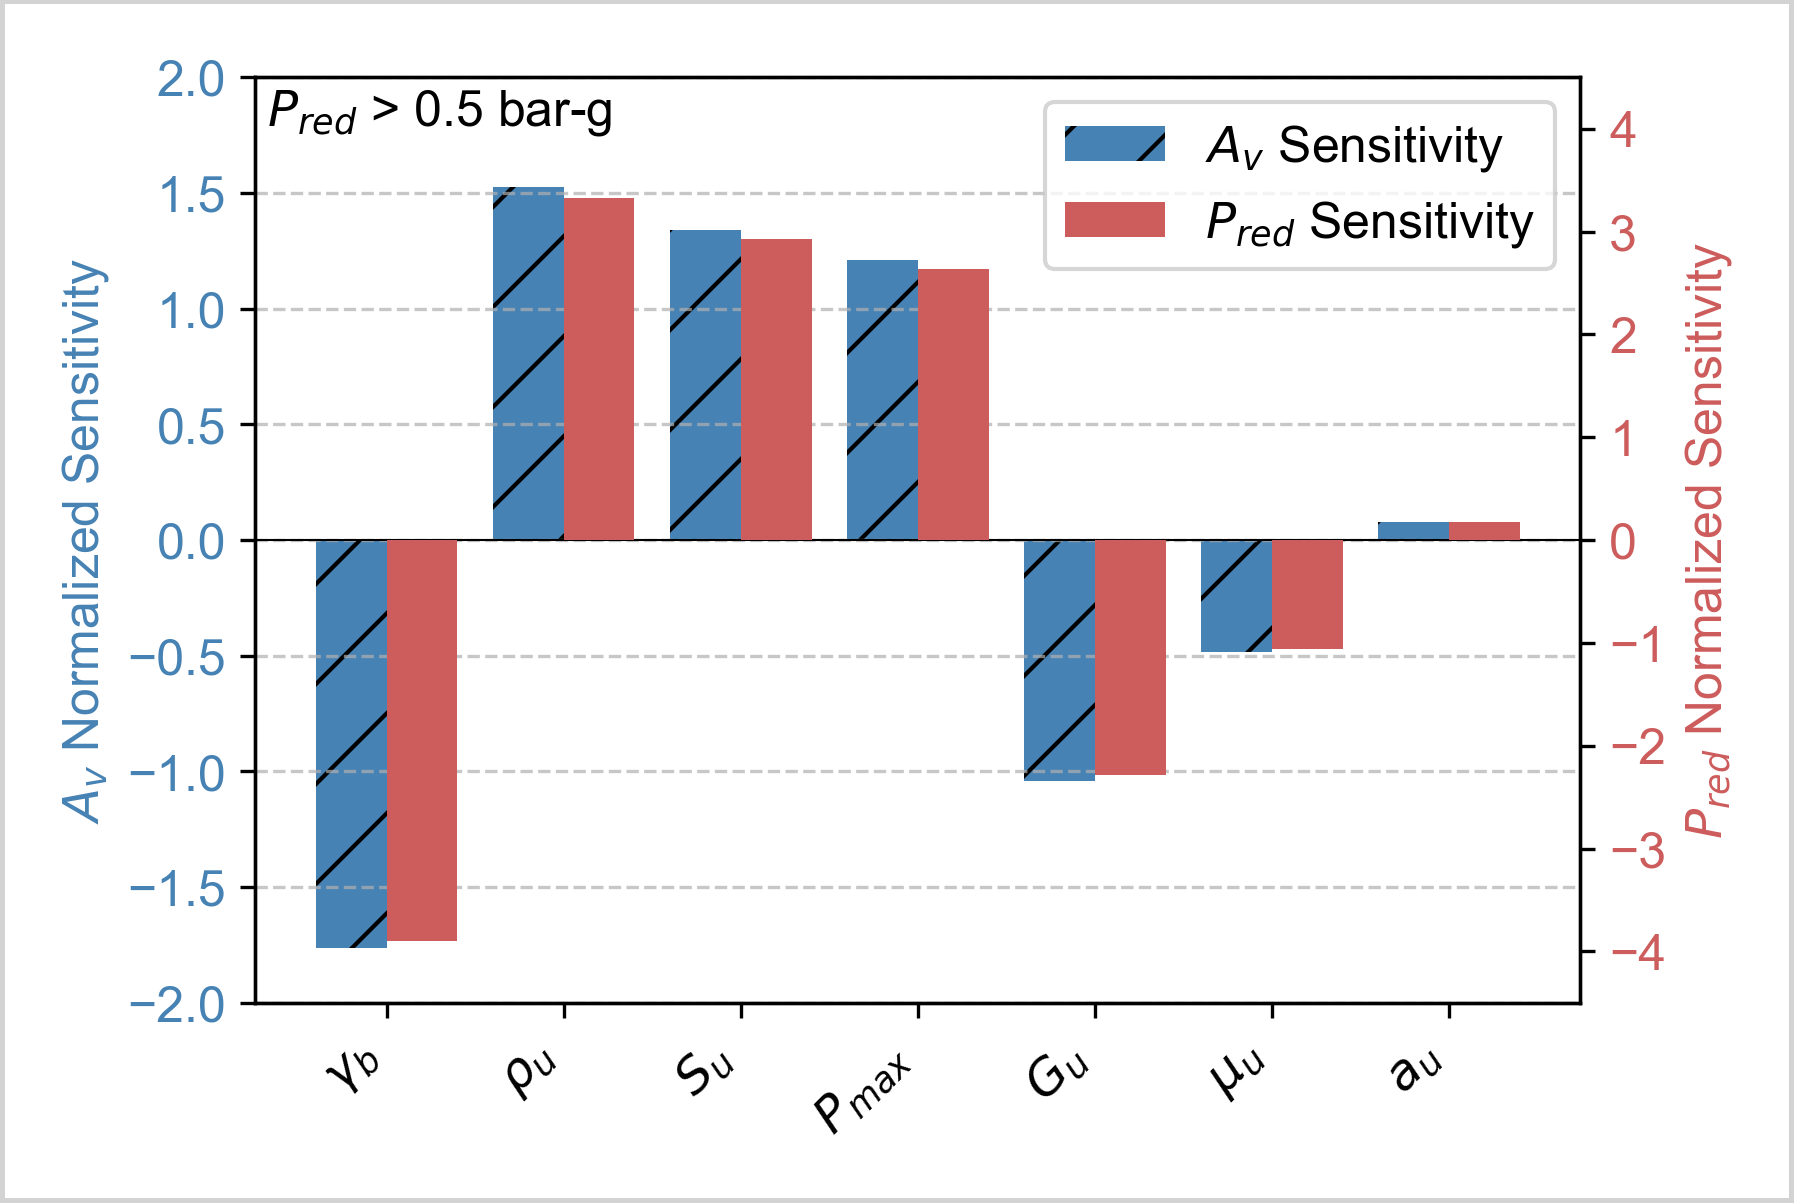 P_red > 0.5 bar-g
A_v Sensitivity
P_red Sensitivity
A_v Normalized Sensitivity
2.0
1.5
1.0
0.5
0.0
−0.5
−1.0
−1.5
−2.0
4
3
2
1
0
−1
−2
−3
−4
P_red Normalized Sensitivity
γ_b
ρ_u
S_u
P_max
G_u
μ_u
a_u